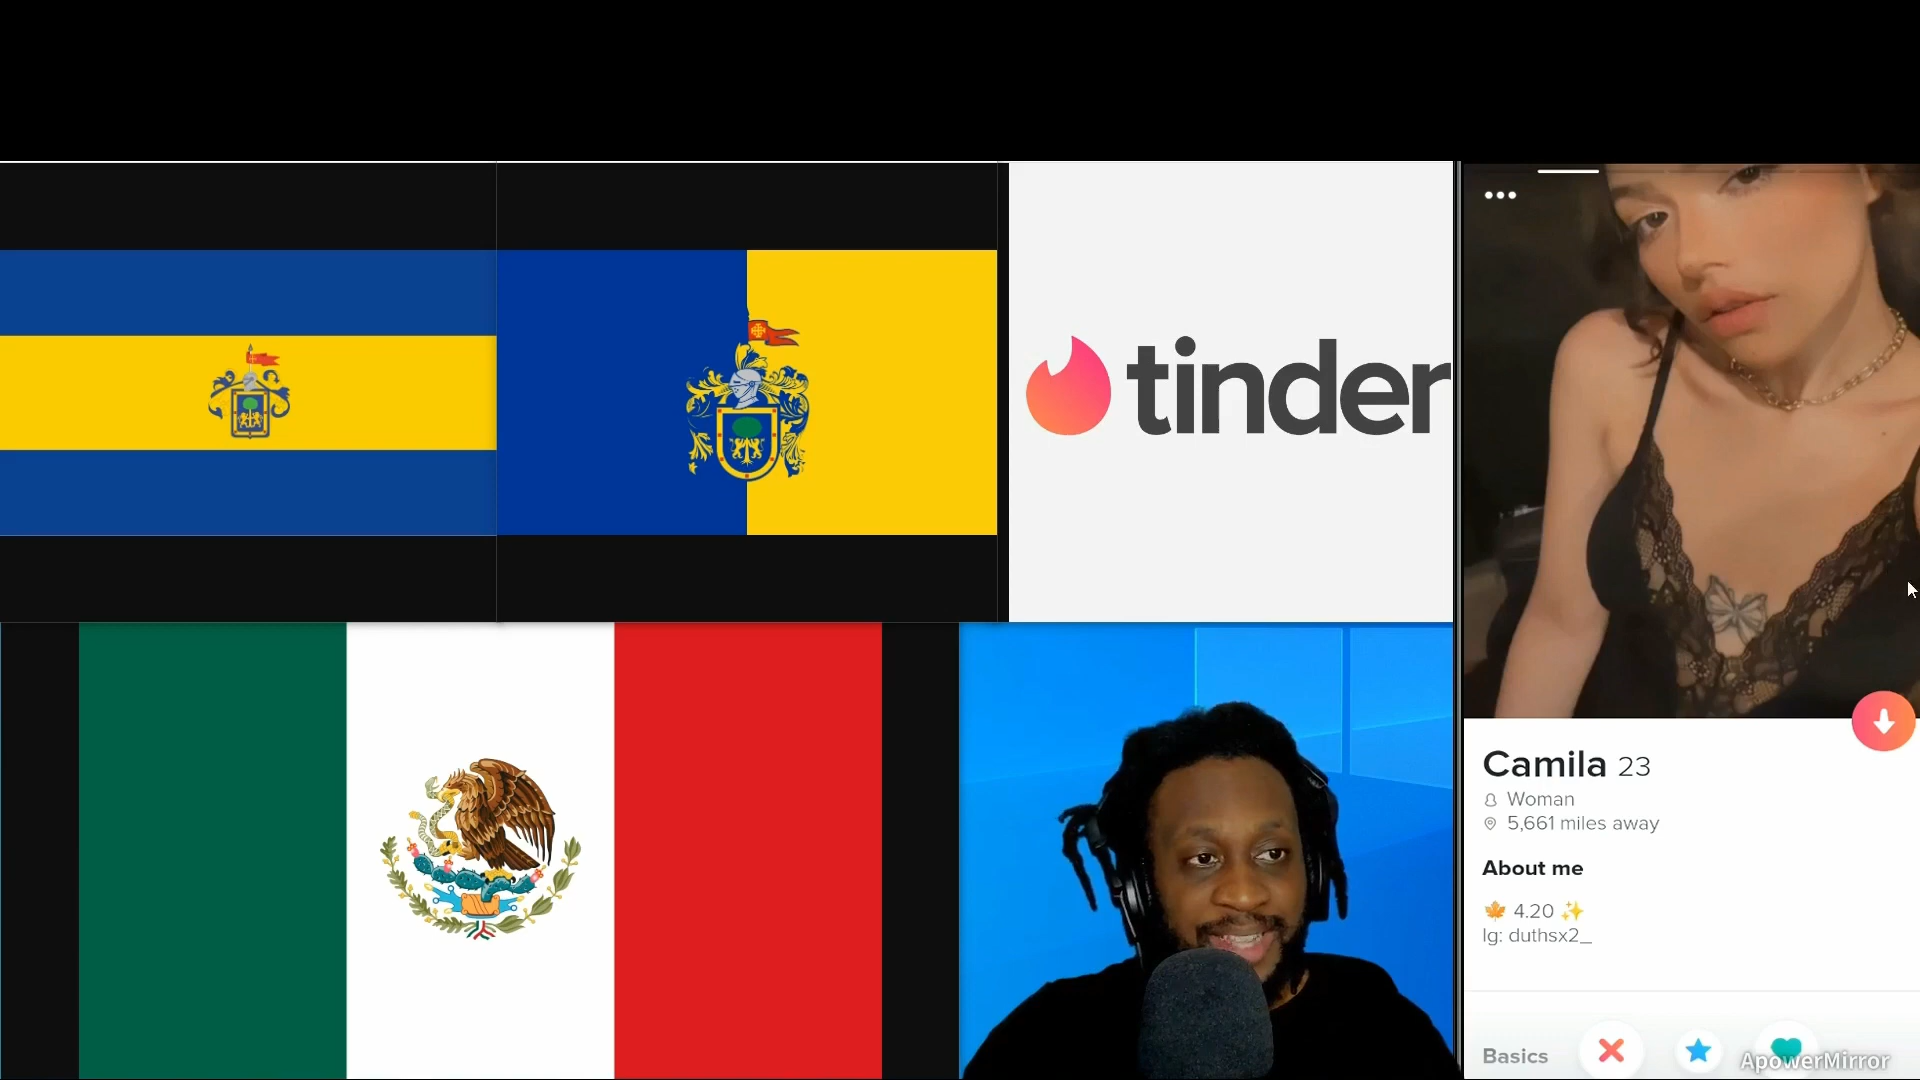 tinder
Camila 23
Woman
5,661 miles away
About me
🍁 4.20 ✨
Ig: duthsx2_
Basics
ApowerMirror